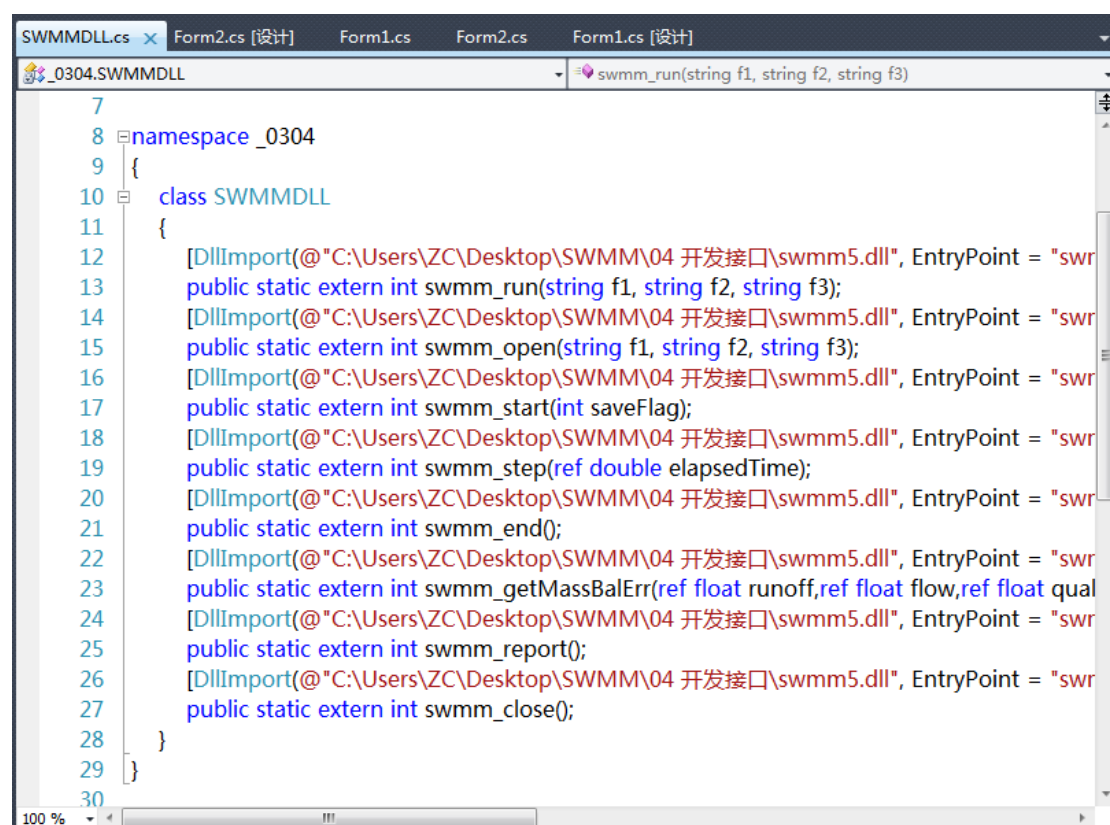 SWMMDLL.cs × Form2.cs [设计] Form1.cs Form2.cs Form1.cs [设计]
_0304.SWMMDLL swmm_run(string f1, string f2, string f3)
7
8 namespace _0304
9 {
10 class SWMMDLL
11 {
12 [DllImport(@"C:\Users\ZC\Desktop\SWMM\04 开发接口\swmm5.dll", EntryPoint = "swr
13 public static extern int swmm_run(string f1, string f2, string f3);
14 [DllImport(@"C:\Users\ZC\Desktop\SWMM\04 开发接口\swmm5.dll", EntryPoint = "swr
15 public static extern int swmm_open(string f1, string f2, string f3);
16 [DllImport(@"C:\Users\ZC\Desktop\SWMM\04 开发接口\swmm5.dll", EntryPoint = "swr
17 public static extern int swmm_start(int saveFlag);
18 [DllImport(@"C:\Users\ZC\Desktop\SWMM\04 开发接口\swmm5.dll", EntryPoint = "swr
19 public static extern int swmm_step(ref double elapsedTime);
20 [DllImport(@"C:\Users\ZC\Desktop\SWMM\04 开发接口\swmm5.dll", EntryPoint = "swr
21 public static extern int swmm_end();
22 [DllImport(@"C:\Users\ZC\Desktop\SWMM\04 开发接口\swmm5.dll", EntryPoint = "swr
23 public static extern int swmm_getMassBalErr(ref float runoff,ref float flow,ref float qual
24 [DllImport(@"C:\Users\ZC\Desktop\SWMM\04 开发接口\swmm5.dll", EntryPoint = "swr
25 public static extern int swmm_report();
26 [DllImport(@"C:\Users\ZC\Desktop\SWMM\04 开发接口\swmm5.dll", EntryPoint = "swr
27 public static extern int swmm_close();
28 }
29 }
30
100 %